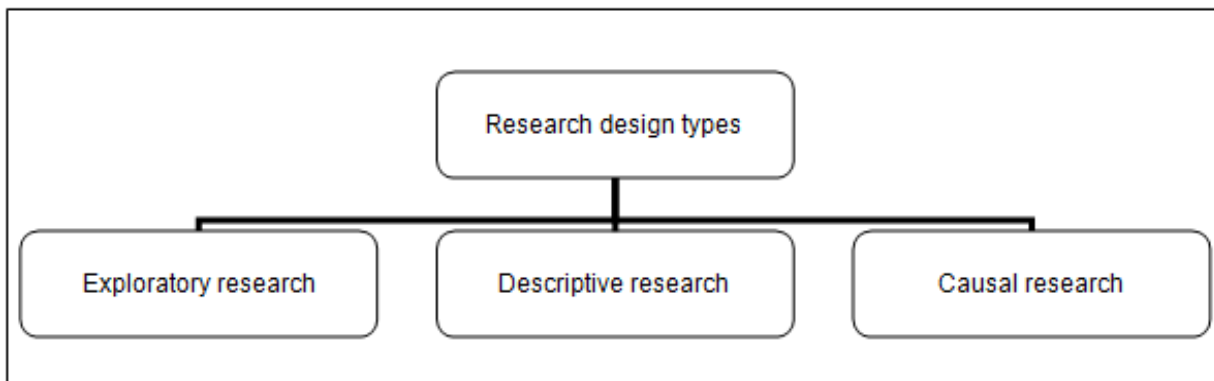 Research design types
Exploratory research
Descriptive research
Causal research